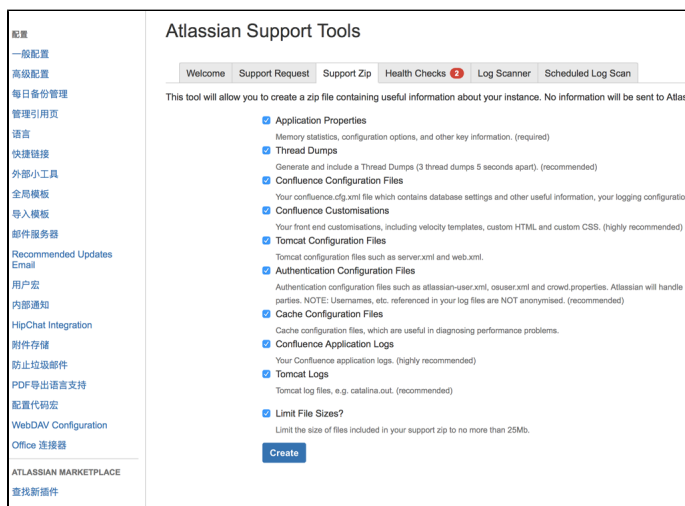 配置
一般配置
高级配置
每日备份管理
管理引用页
语言
快捷链接
外部小工具
全局模板
导入模板
邮件服务器
Recommended Updates
Email
用户宏
内部通知
HipChat Integration
附件存储
防止垃圾邮件
PDF导出语言支持
配置代码宏
WebDAV Configuration
Office 连接器
ATLASSIAN MARKETPLACE
查找新插件
Atlassian Support Tools
Welcome Support Request Support Zip Health Checks 2 Log Scanner Scheduled Log Scan
This tool will allow you to create a zip file containing useful information about your instance. No information will be sent to Atlas
Application Properties
Memory statistics, configuration options, and other key information. (required)
Thread Dumps
Generate and include a Thread Dumps (3 thread dumps 5 seconds apart). (recommended)
Confluence Configuration Files
Your confluence.cfg.xml file which contains database settings and other useful information, your logging configuratio
Confluence Customisations
Your front end customisations, including velocity templates, custom HTML and custom CSS. (highly recommended)
Tomcat Configuration Files
Tomcat configuration files such as server.xml and web.xml.
Authentication Configuration Files
Authentication configuration files such as atlassian-user.xml, osuser.xml and crowd.properties. Atlassian will handle
parties. NOTE: Usernames, etc. referenced in your log files are NOT anonymised. (recommended)
Cache Configuration Files
Cache configuration files, which are useful in diagnosing performance problems.
Confluence Application Logs
Your Confluence application logs. (highly recommended)
Tomcat Logs
Tomcat log files, e.g. catalina.out. (recommended)
Limit File Sizes?
Limit the size of files included in your support zip to no more than 25Mb.
Create